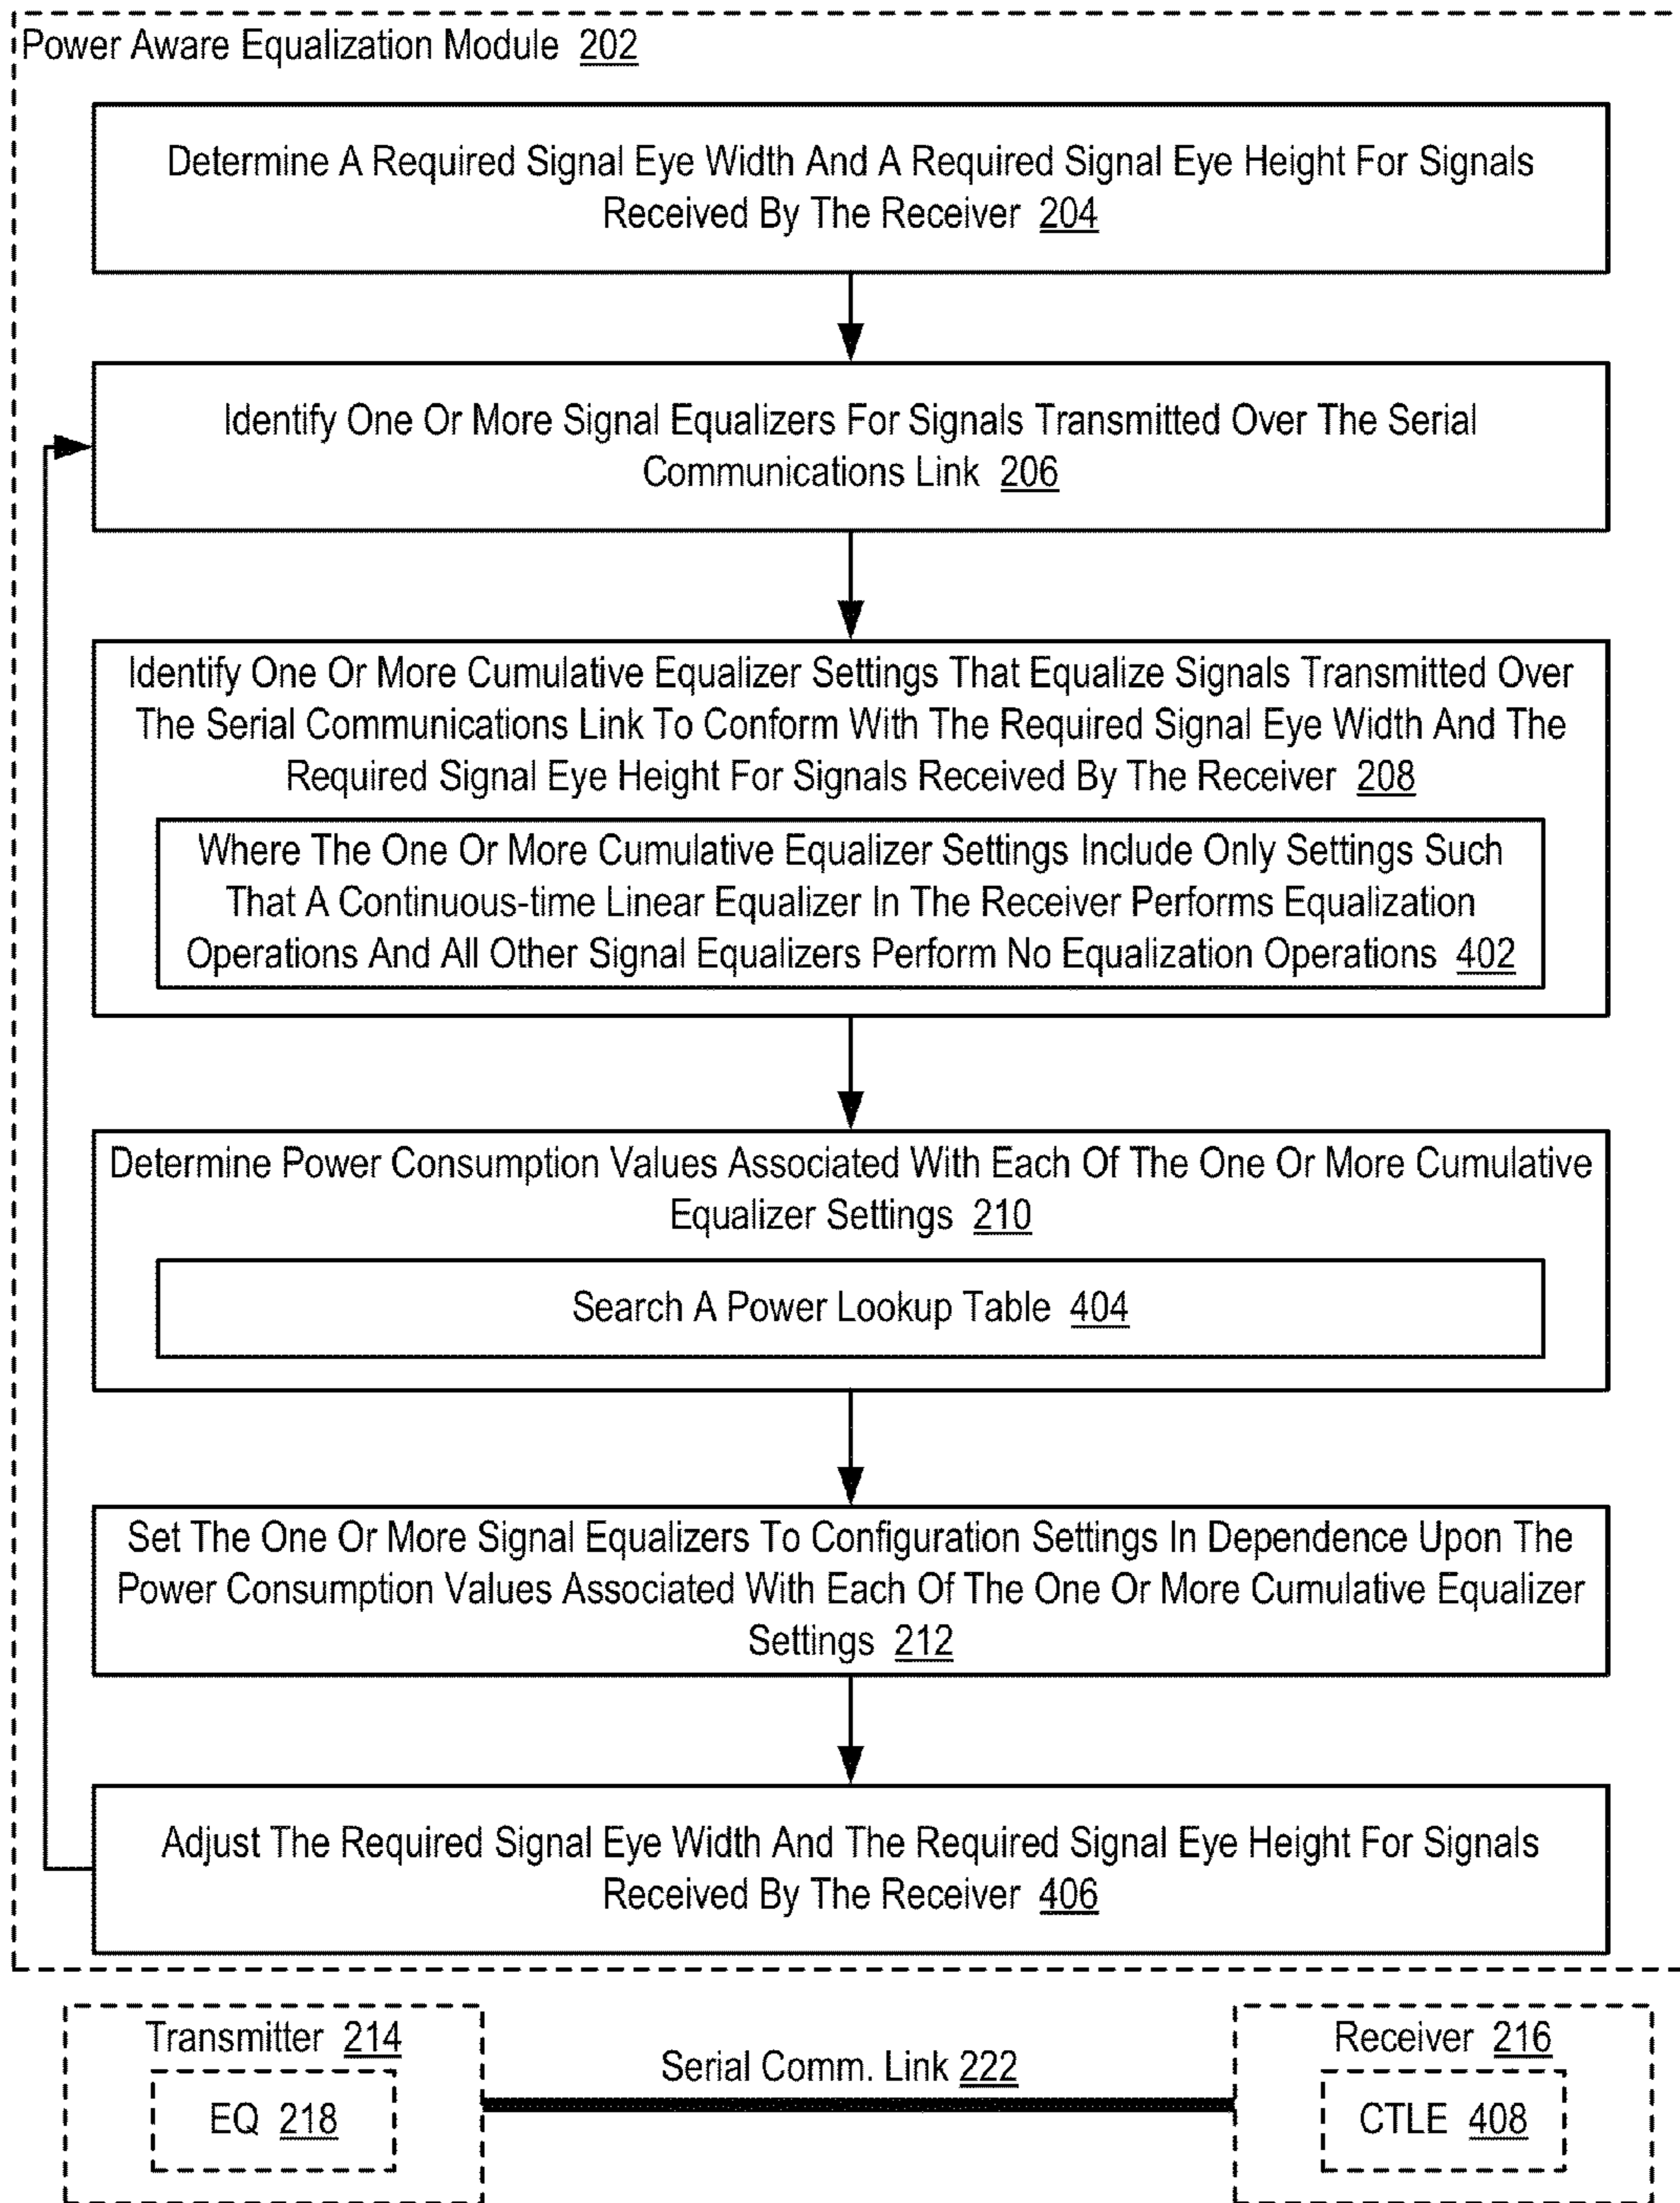 Power Aware Equalization Module 202
Determine A Required Signal Eye Width And A Required Signal Eye Height For Signals
Received By The Receiver 204
Identify One Or More Signal Equalizers For Signals Transmitted Over The Serial
Communications Link 206
Identify One Or More Cumulative Equalizer Settings That Equalize Signals Transmitted Over
The Serial Communications Link To Conform With The Required Signal Eye Width And The
Required Signal Eye Height For Signals Received By The Receiver 208
Where The One Or More Cumulative Equalizer Settings Include Only Settings Such
That A Continuous-time Linear Equalizer In The Receiver Performs Equalization
Operations And All Other Signal Equalizers Perform No Equalization Operations 402
Determine Power Consumption Values Associated With Each Of The One Or More Cumulative
Equalizer Settings 210
Search A Power Lookup Table 404
Set The One Or More Signal Equalizers To Configuration Settings In Dependence Upon The
Power Consumption Values Associated With Each Of The One Or More Cumulative Equalizer
Settings 212
Adjust The Required Signal Eye Width And The Required Signal Eye Height For Signals
Received By The Receiver 406
Transmitter 214
EQ 218
Serial Comm. Link 222
Receiver 216
CTLE 408